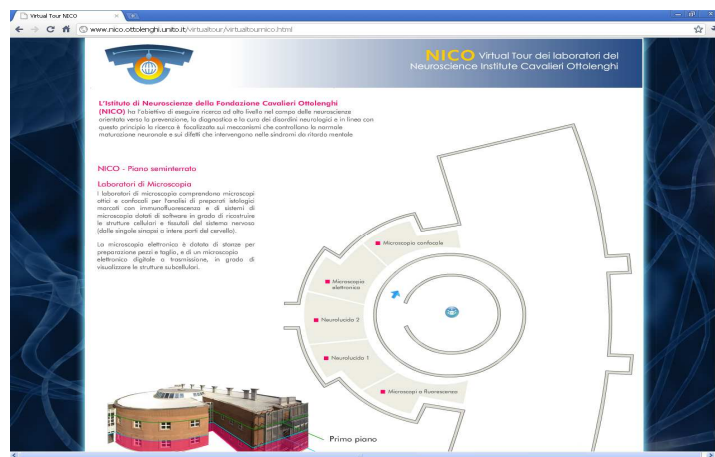 Virtual Tour NICO
www.nico.ottolenghi.unito.it/virtualtour/virtualtournico.html
NICO Virtual Tour dei laboratori del
Neuroscience Institute Cavalieri Ottolenghi
L'Istituto di Neuroscienze della Fondazione Cavalieri Ottolenghi
(NICO) ha l'obiettivo di eseguire ricerca ad alto livello nel campo delle neuroscienze
orientata verso la prevenzione, la diagnostica e la cura dei disordini neurologici e in linea con
questo principio la ricerca è focalizzata sui meccanismi che controllano la normale
maturazione neuronale e sui difetti che intervengono nelle sindromi da ritardo mentale
NICO - Piano seminterrato
Laboratori di Microscopia
I laboratori di microscopia comprendono microscopi
ottici e confocali per l'analisi di preparati istologici
marcati con immunofluorescenza e di sistemi di
microscopia dotati di software in grado di ricostruire
le strutture cellulari e tissutali del sistema nervoso
(dalle singole sinapsi a intere parti del cervello).
La microscopia elettronica è dotata di stanze per
preparazione pezzi e taglio, e di un microscopio
elettronico digitale a trasmissione, in grado di
visualizzare le strutture subcellulari.
Microscopio confocale
Microscopio
elettronico
Neurolucida 2
Neurolucida 1
Microscopi a fluorescenza
Primo piano